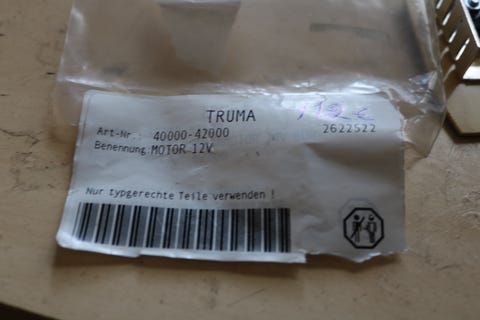 TRUMA
Art-Nr.: 40000-42000 2622522
Benennung:MOTOR 12V
Nur typgerechte Teile verwenden !